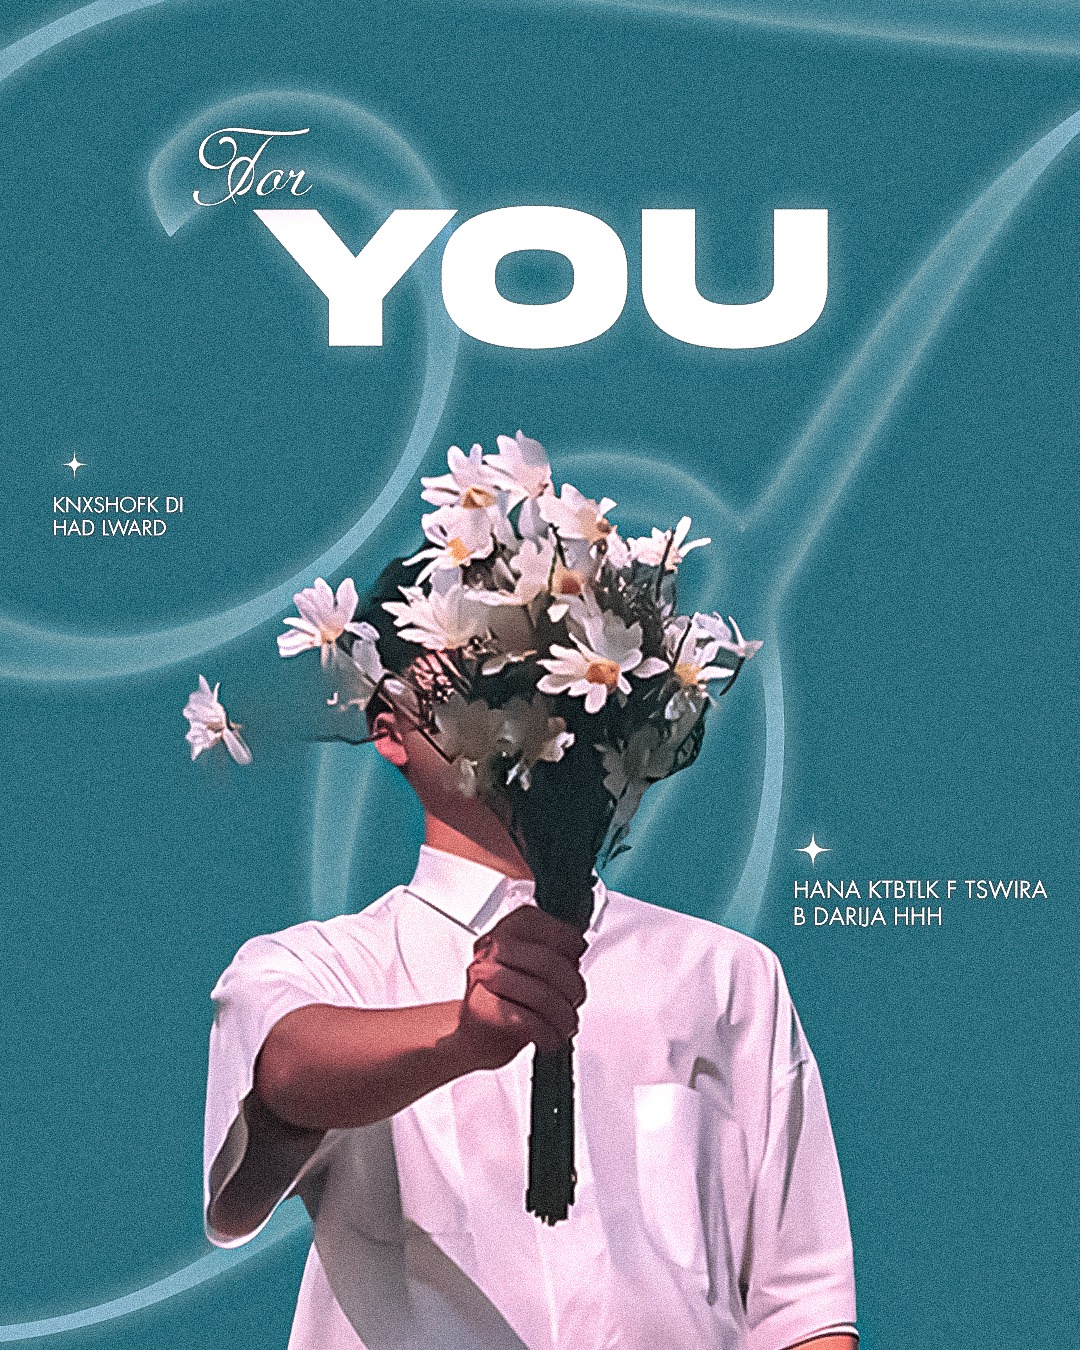 For
YOU
KNXSHOFK DI
HAD LWARD
HANA KTBTLK F TSWIRA
B DARIJA HHH